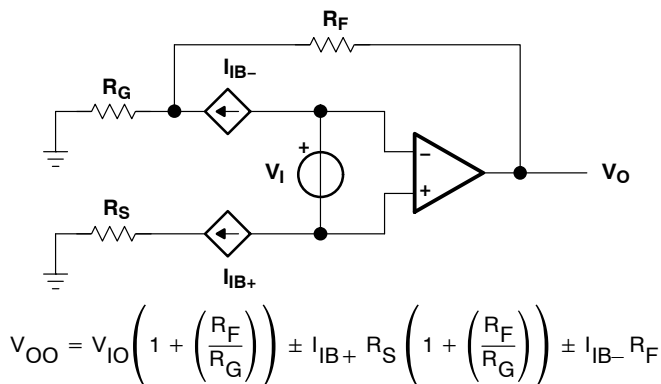 R_F
I_IB–
R_G
+
V_I
–
+
V_O
R_S
I_IB+
V_OO = V_IO ( 1 + ( R_F / R_G ) ) ± I_IB+ R_S ( 1 + ( R_F / R_G ) ) ± I_IB– R_F